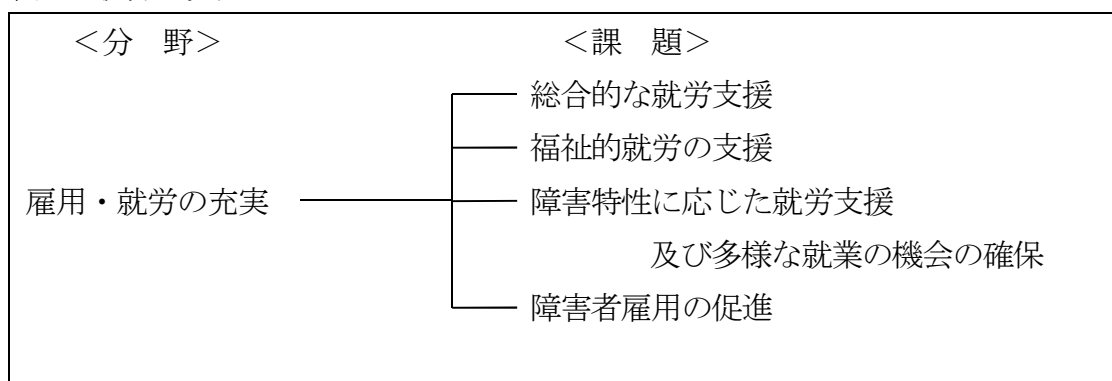 ＜分　野＞　＜課　題＞
総合的な就労支援
福祉的就労の支援
雇用・就労の充実　障害特性に応じた就労支援
及び多様な就業の機会の確保
障害者雇用の促進